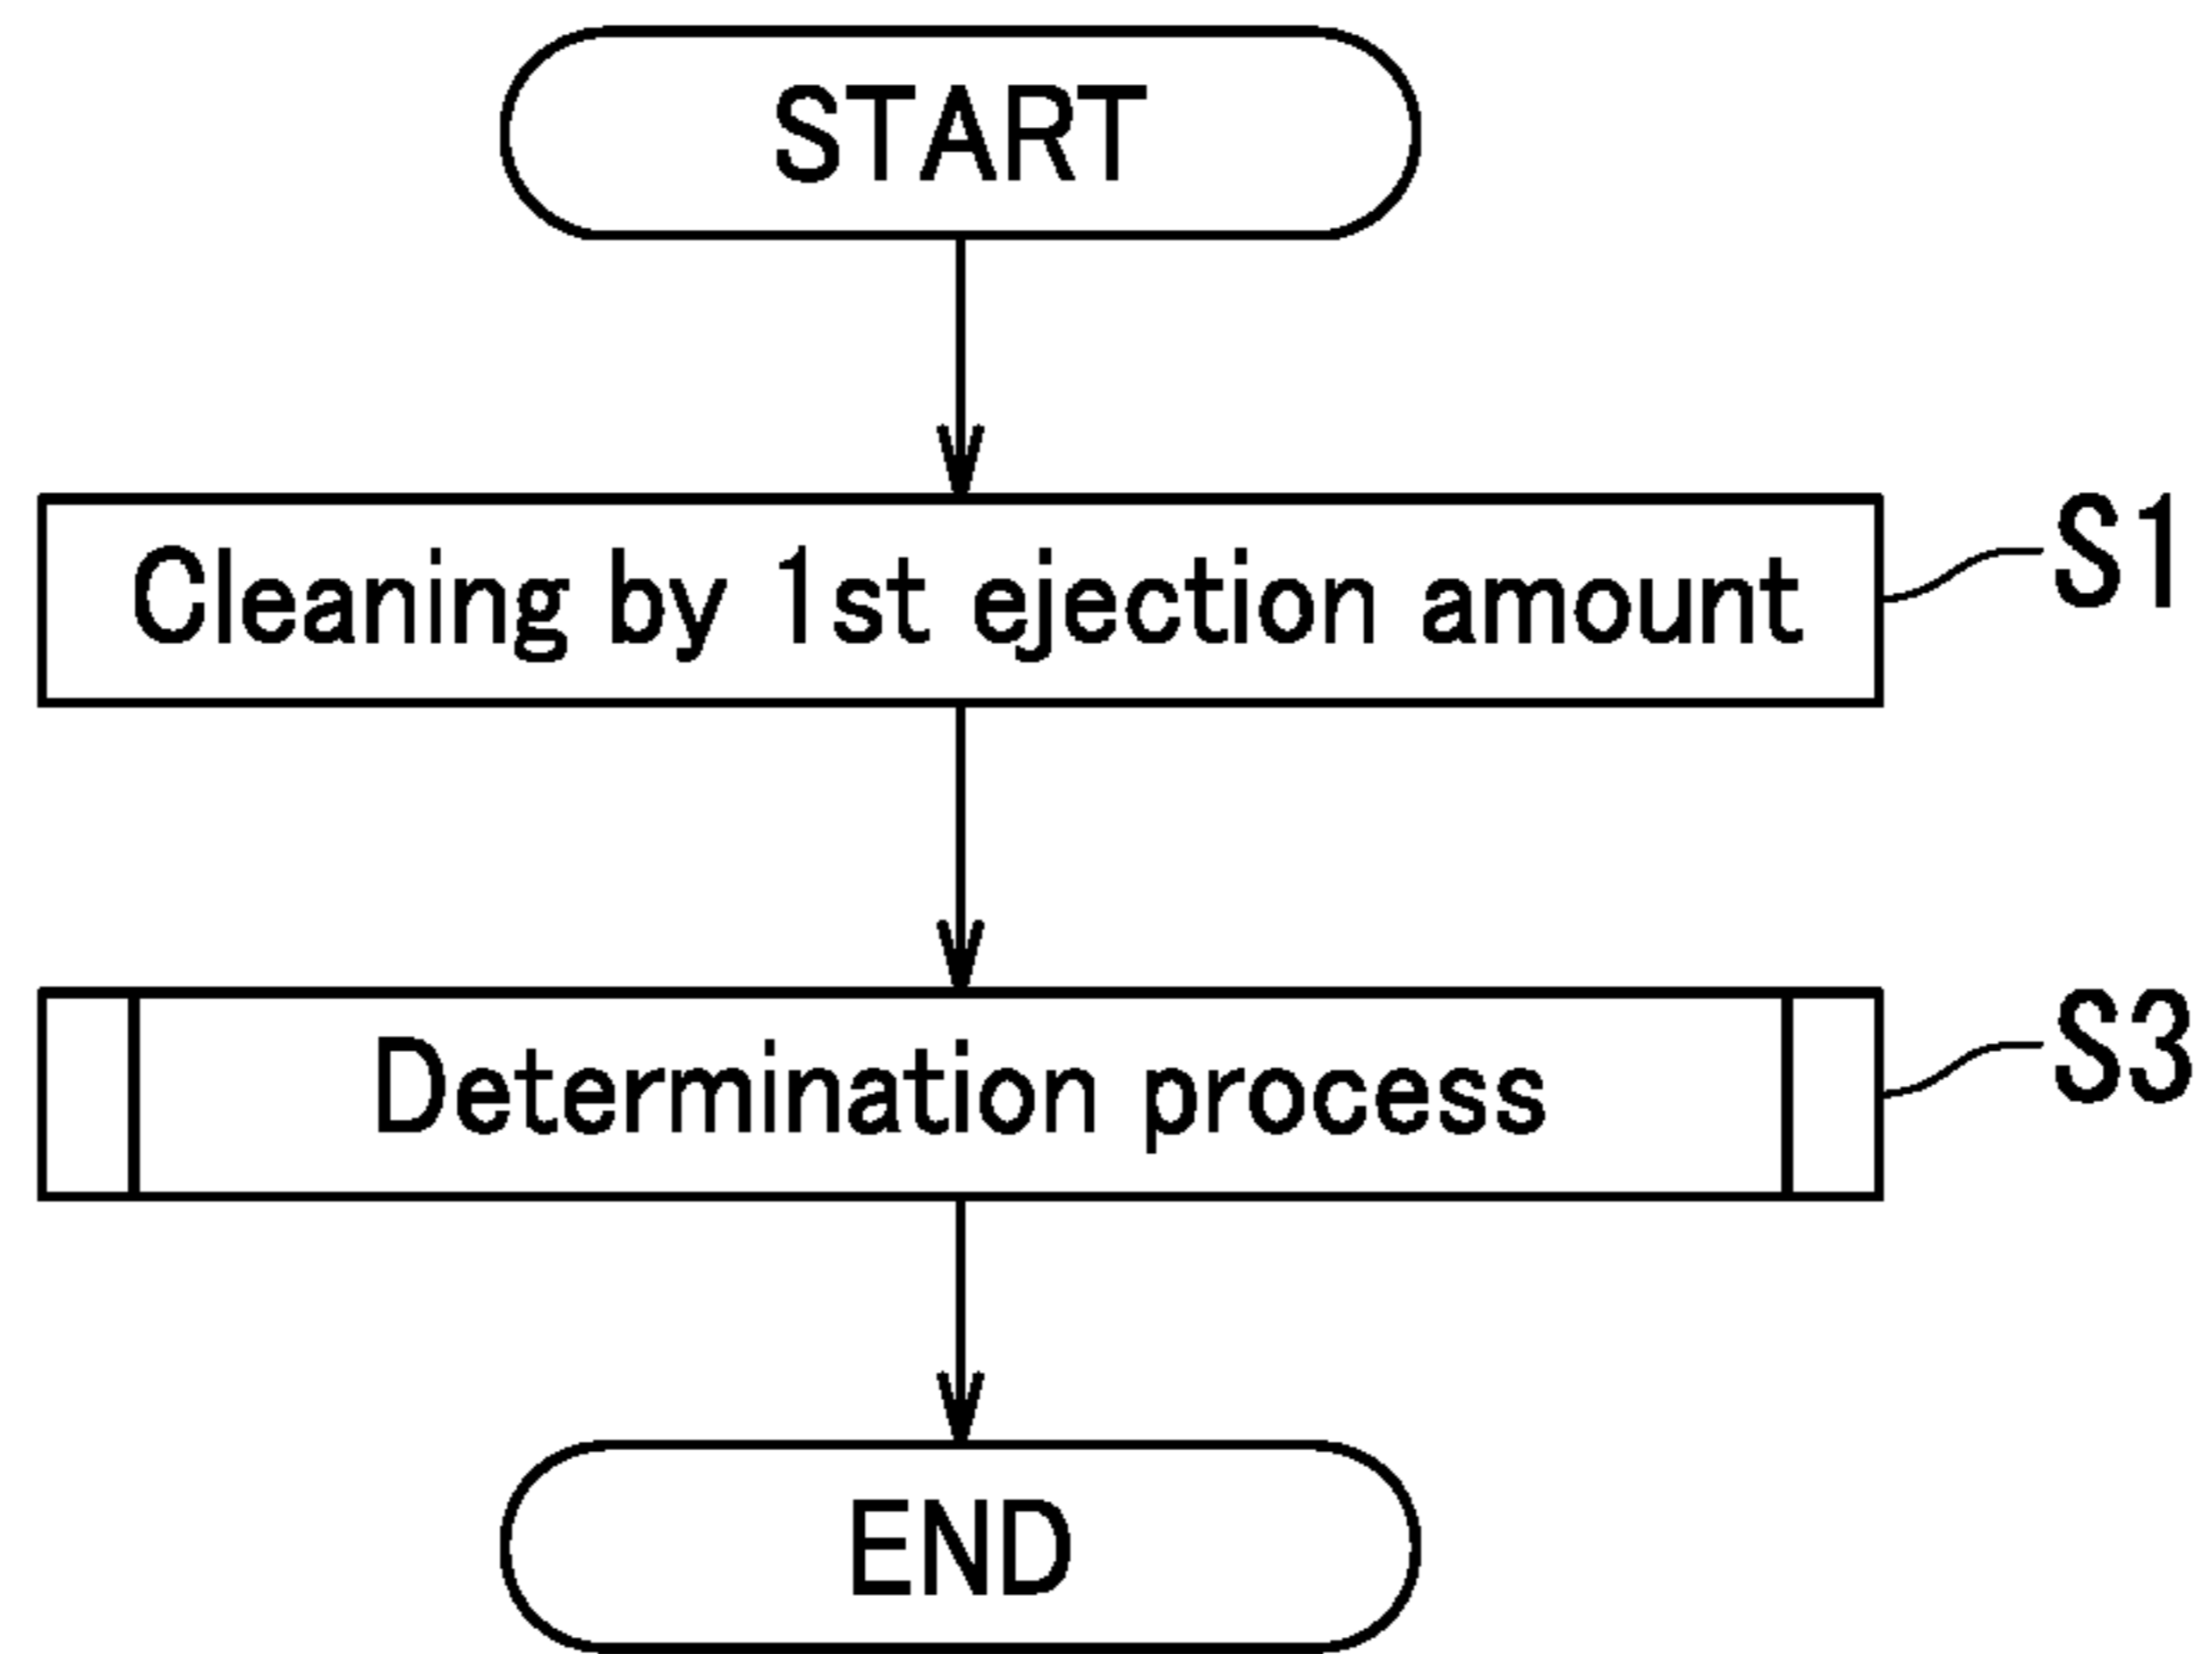 START
Cleaning by 1st ejection amount
S1
Determination process
S3
END